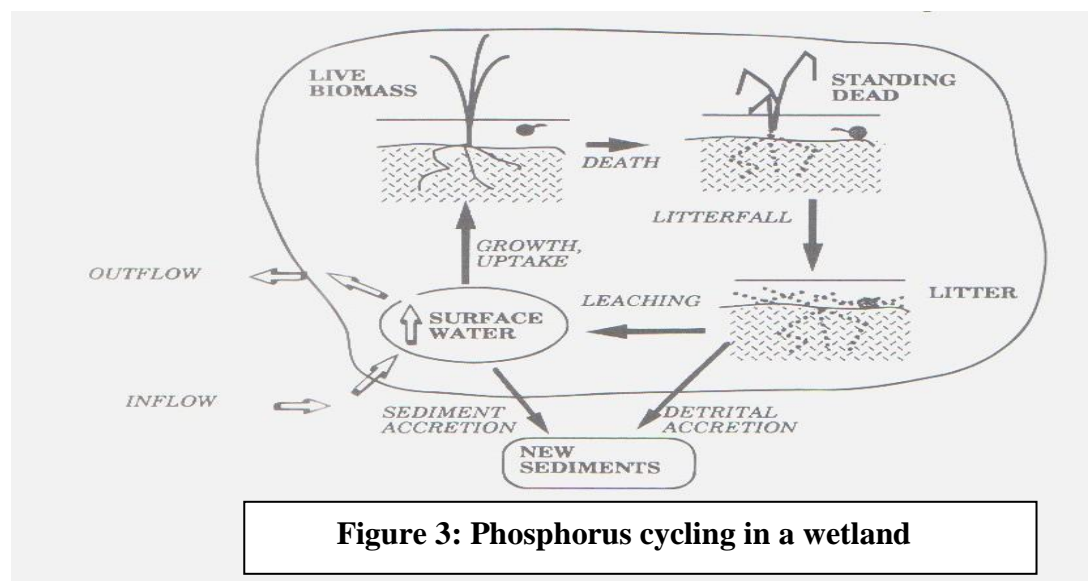 LIVE
BIOMASS
STANDING
DEAD
DEATH
LITTERFALL
GROWTH,
UPTAKE
OUTFLOW
LEACHING
LITTER
SURFACE
WATER
INFLOW
SEDIMENT
ACCRETION
DETRITAL
ACCRETION
NEW
SEDIMENTS
Figure 3: Phosphorus cycling in a wetland